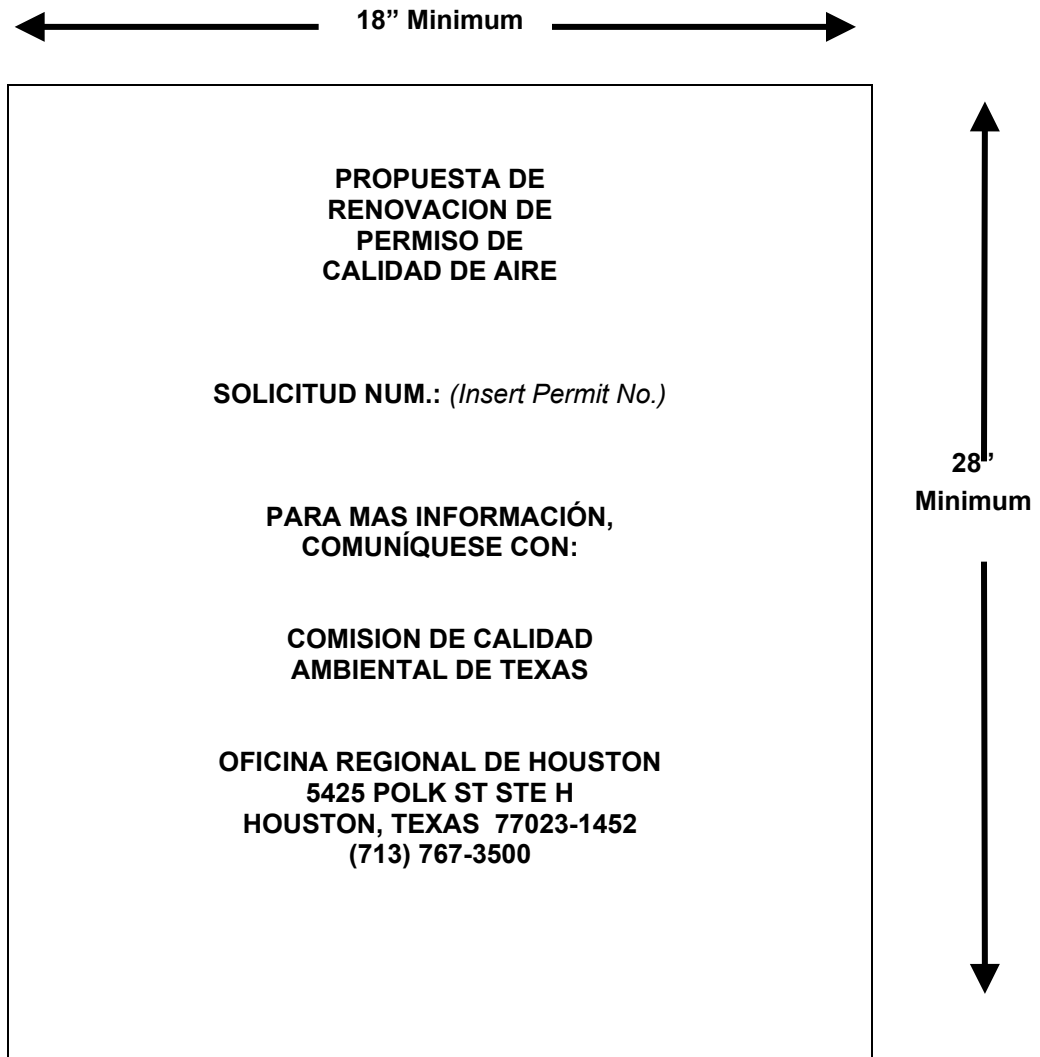 18” Minimum
PROPUESTA DE
RENOVACION DE
PERMISO DE
CALIDAD DE AIRE
SOLICITUD NUM.: (Insert Permit No.)
28”
Minimum
PARA MAS INFORMACIÓN,
COMUNÍQUESE CON:
COMISION DE CALIDAD
AMBIENTAL DE TEXAS
OFICINA REGIONAL DE HOUSTON
5425 POLK ST STE H
HOUSTON, TEXAS  77023-1452
(713) 767-3500